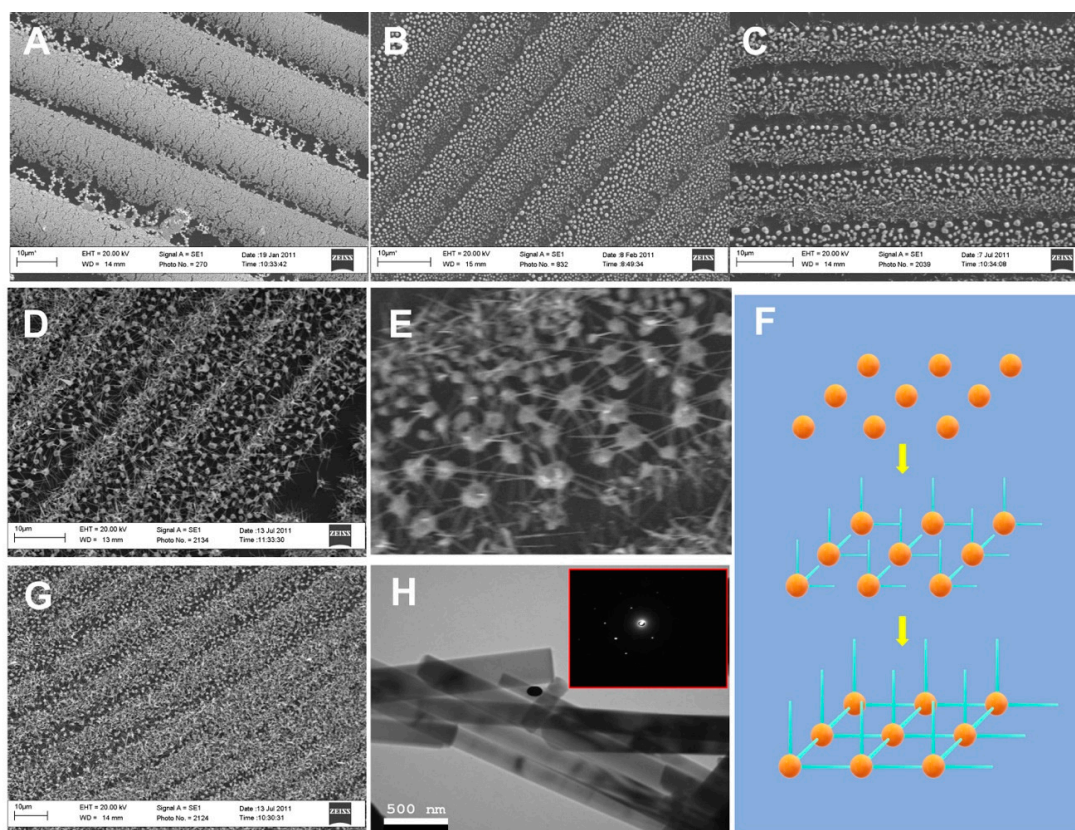 A
10µm*
EHT = 20.00 kV
WD = 14 mm
Signal A = SE1
Photo No. = 270
Date :19 Jan 2011
Time :10:33:42
ZEISS
B
10µm*
EHT = 20.00 kV
WD = 15 mm
Signal A = SE1
Photo No. = 832
Date :8 Feb 2011
Time :9:49:34
ZEISS
C
10µm*
EHT = 20.00 kV
WD = 14 mm
Signal A = SE1
Photo No. = 2039
Date :7 Jul 2011
Time :10:34:08
ZEISS
D
10µm
EHT = 20.00 kV
WD = 13 mm
Signal A = SE1
Photo No. = 2134
Date :13 Jul 2011
Time :11:33:30
ZEISS
E
F
G
10µm
EHT = 20.00 kV
WD = 14 mm
Signal A = SE1
Photo No. = 2124
Date :13 Jul 2011
Time :10:30:31
ZEISS
H
500 nm